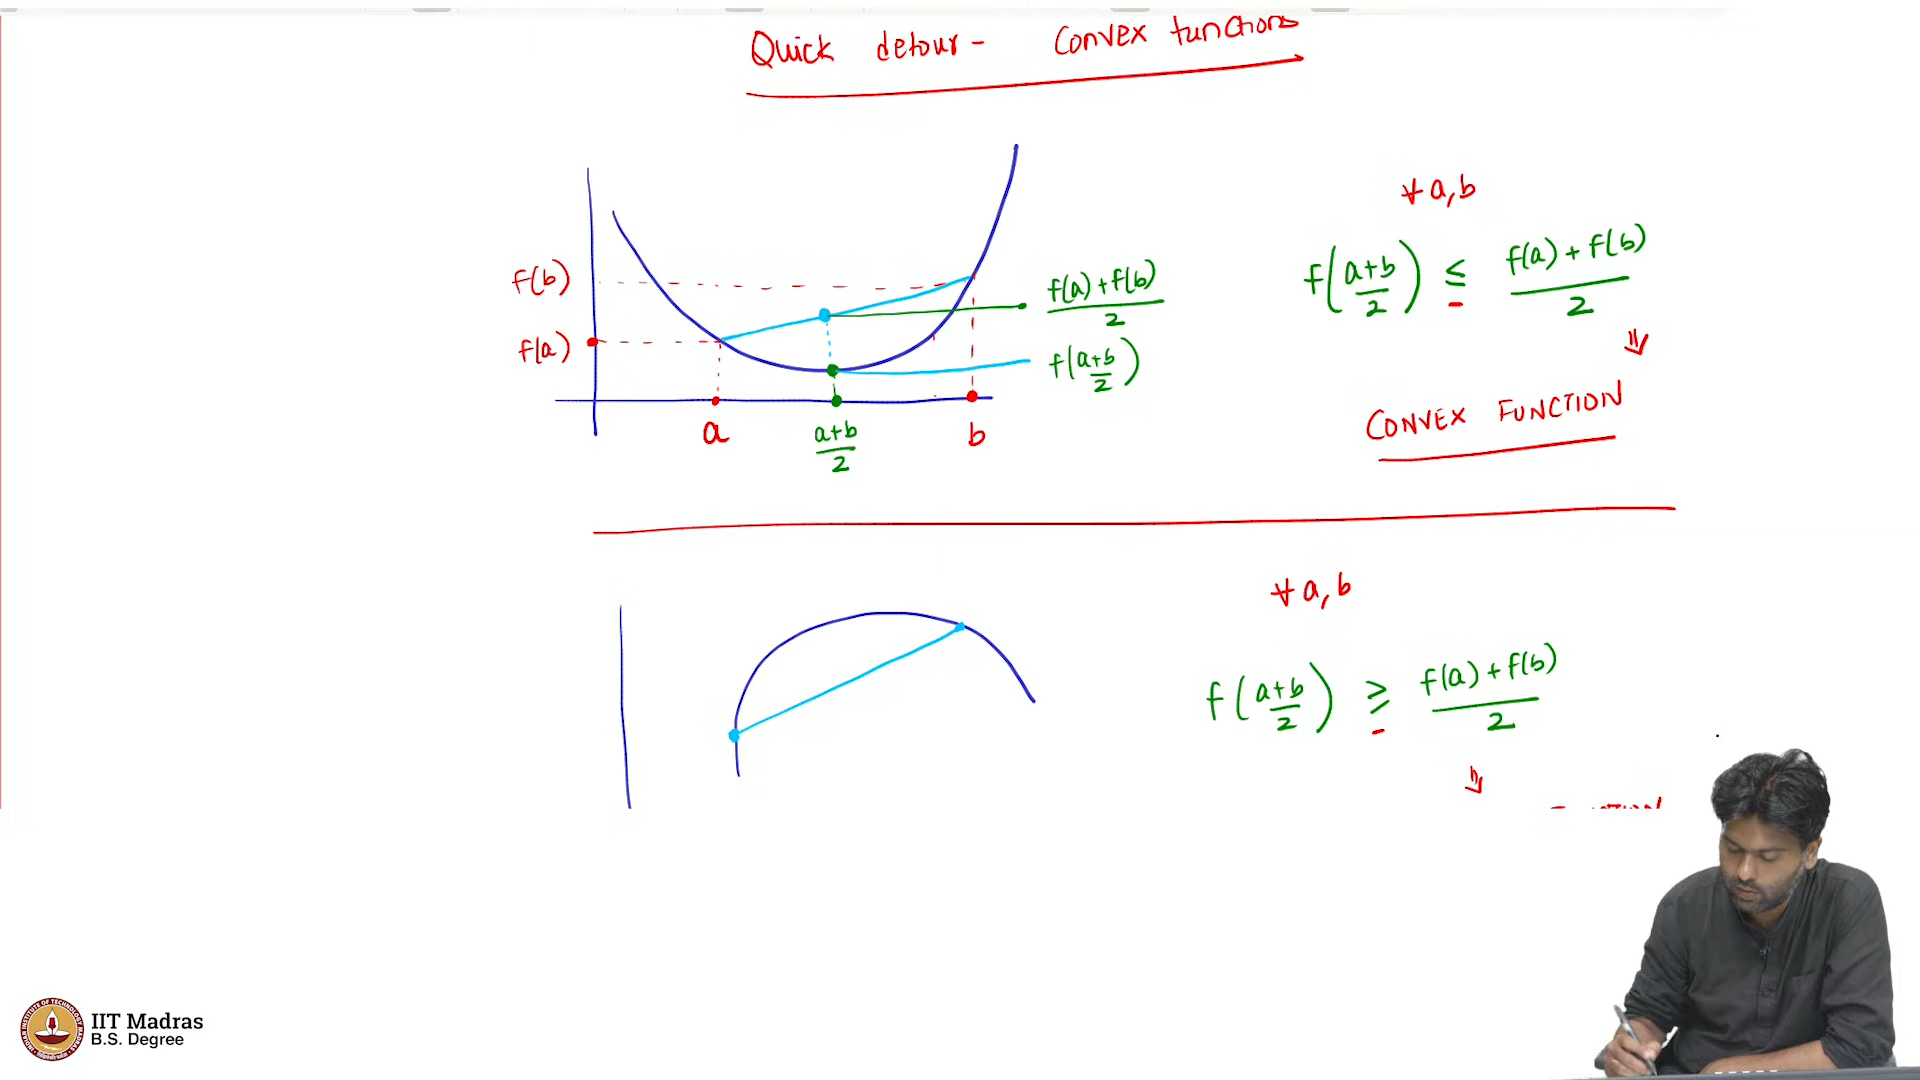 Quick detour - Convex functions
∀ a, b
f(b)
f(a)
f(a)+f(b)/2
f(a+b/2)
f(a+b/2) ≤ f(a)+f(b)/2
⇓
CONVEX FUNCTION
a
a+b/2
b
∀ a, b
f(a+b/2) ≥ f(a)+f(b)/2
⇓
IIT Madras
B.S. Degree